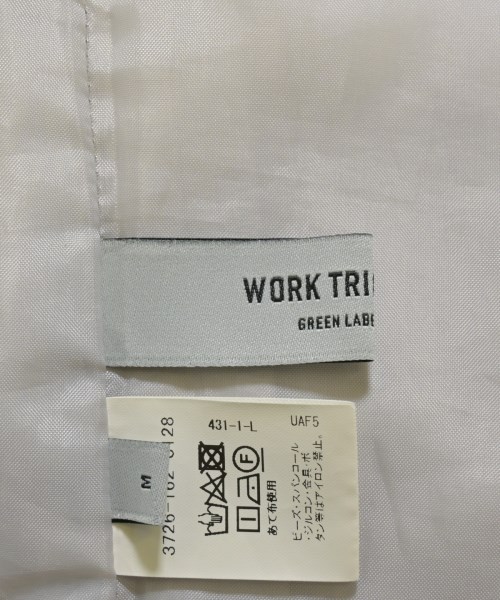 WORK TRI
GREEN LABE
M
3726-162
128
431-1-L
UAF5
あて布使用
ビーズ・スパンコール
・ジルコン・合具・ボ
タン等はアイロン禁止。